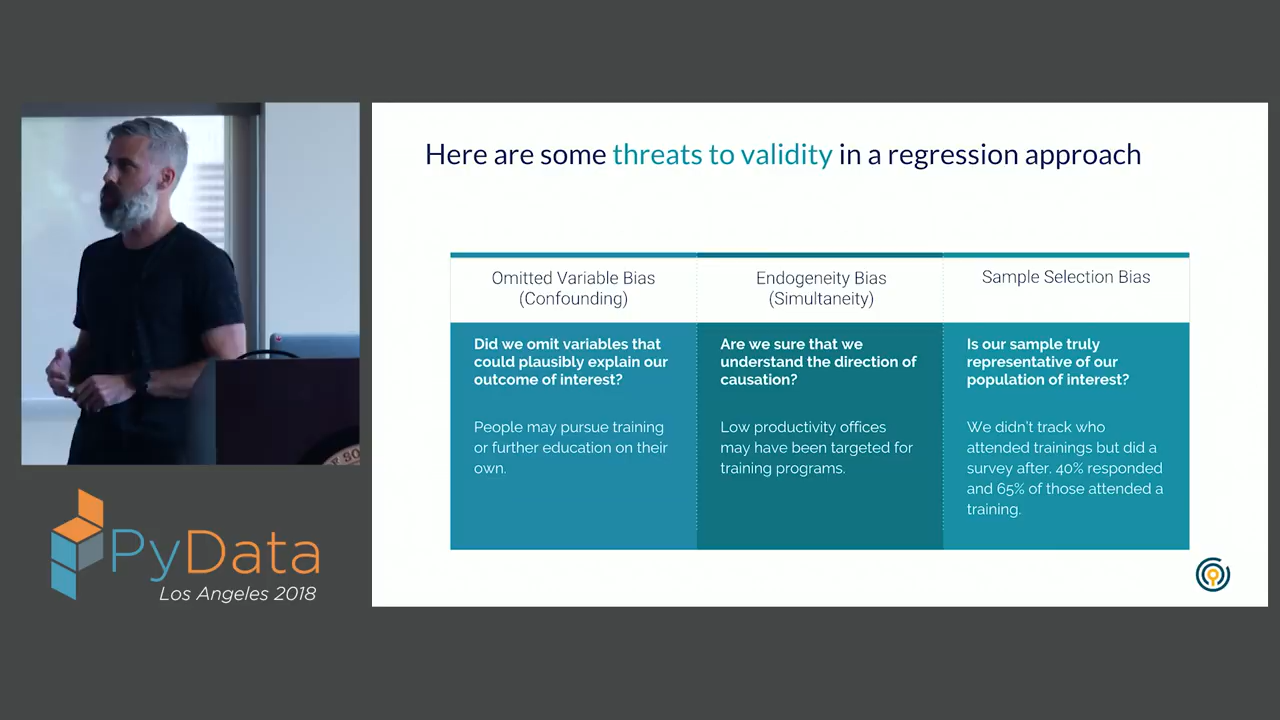 Here are some threats to validity in a regression approach
Omitted Variable Bias
(Confounding)
Endogeneity Bias
(Simultaneity)
Sample Selection Bias
Did we omit variables that
could plausibly explain our
outcome of interest?
People may pursue training
or further education on their
own.
Are we sure that we
understand the direction of
causation?
Low productivity offices
may have been targeted for
training programs.
Is our sample truly
representative of our
population of interest?
We didn't track who
attended trainings but did a
survey after. 40% responded
and 65% of those attended a
training.
PyData
Los Angeles 2018